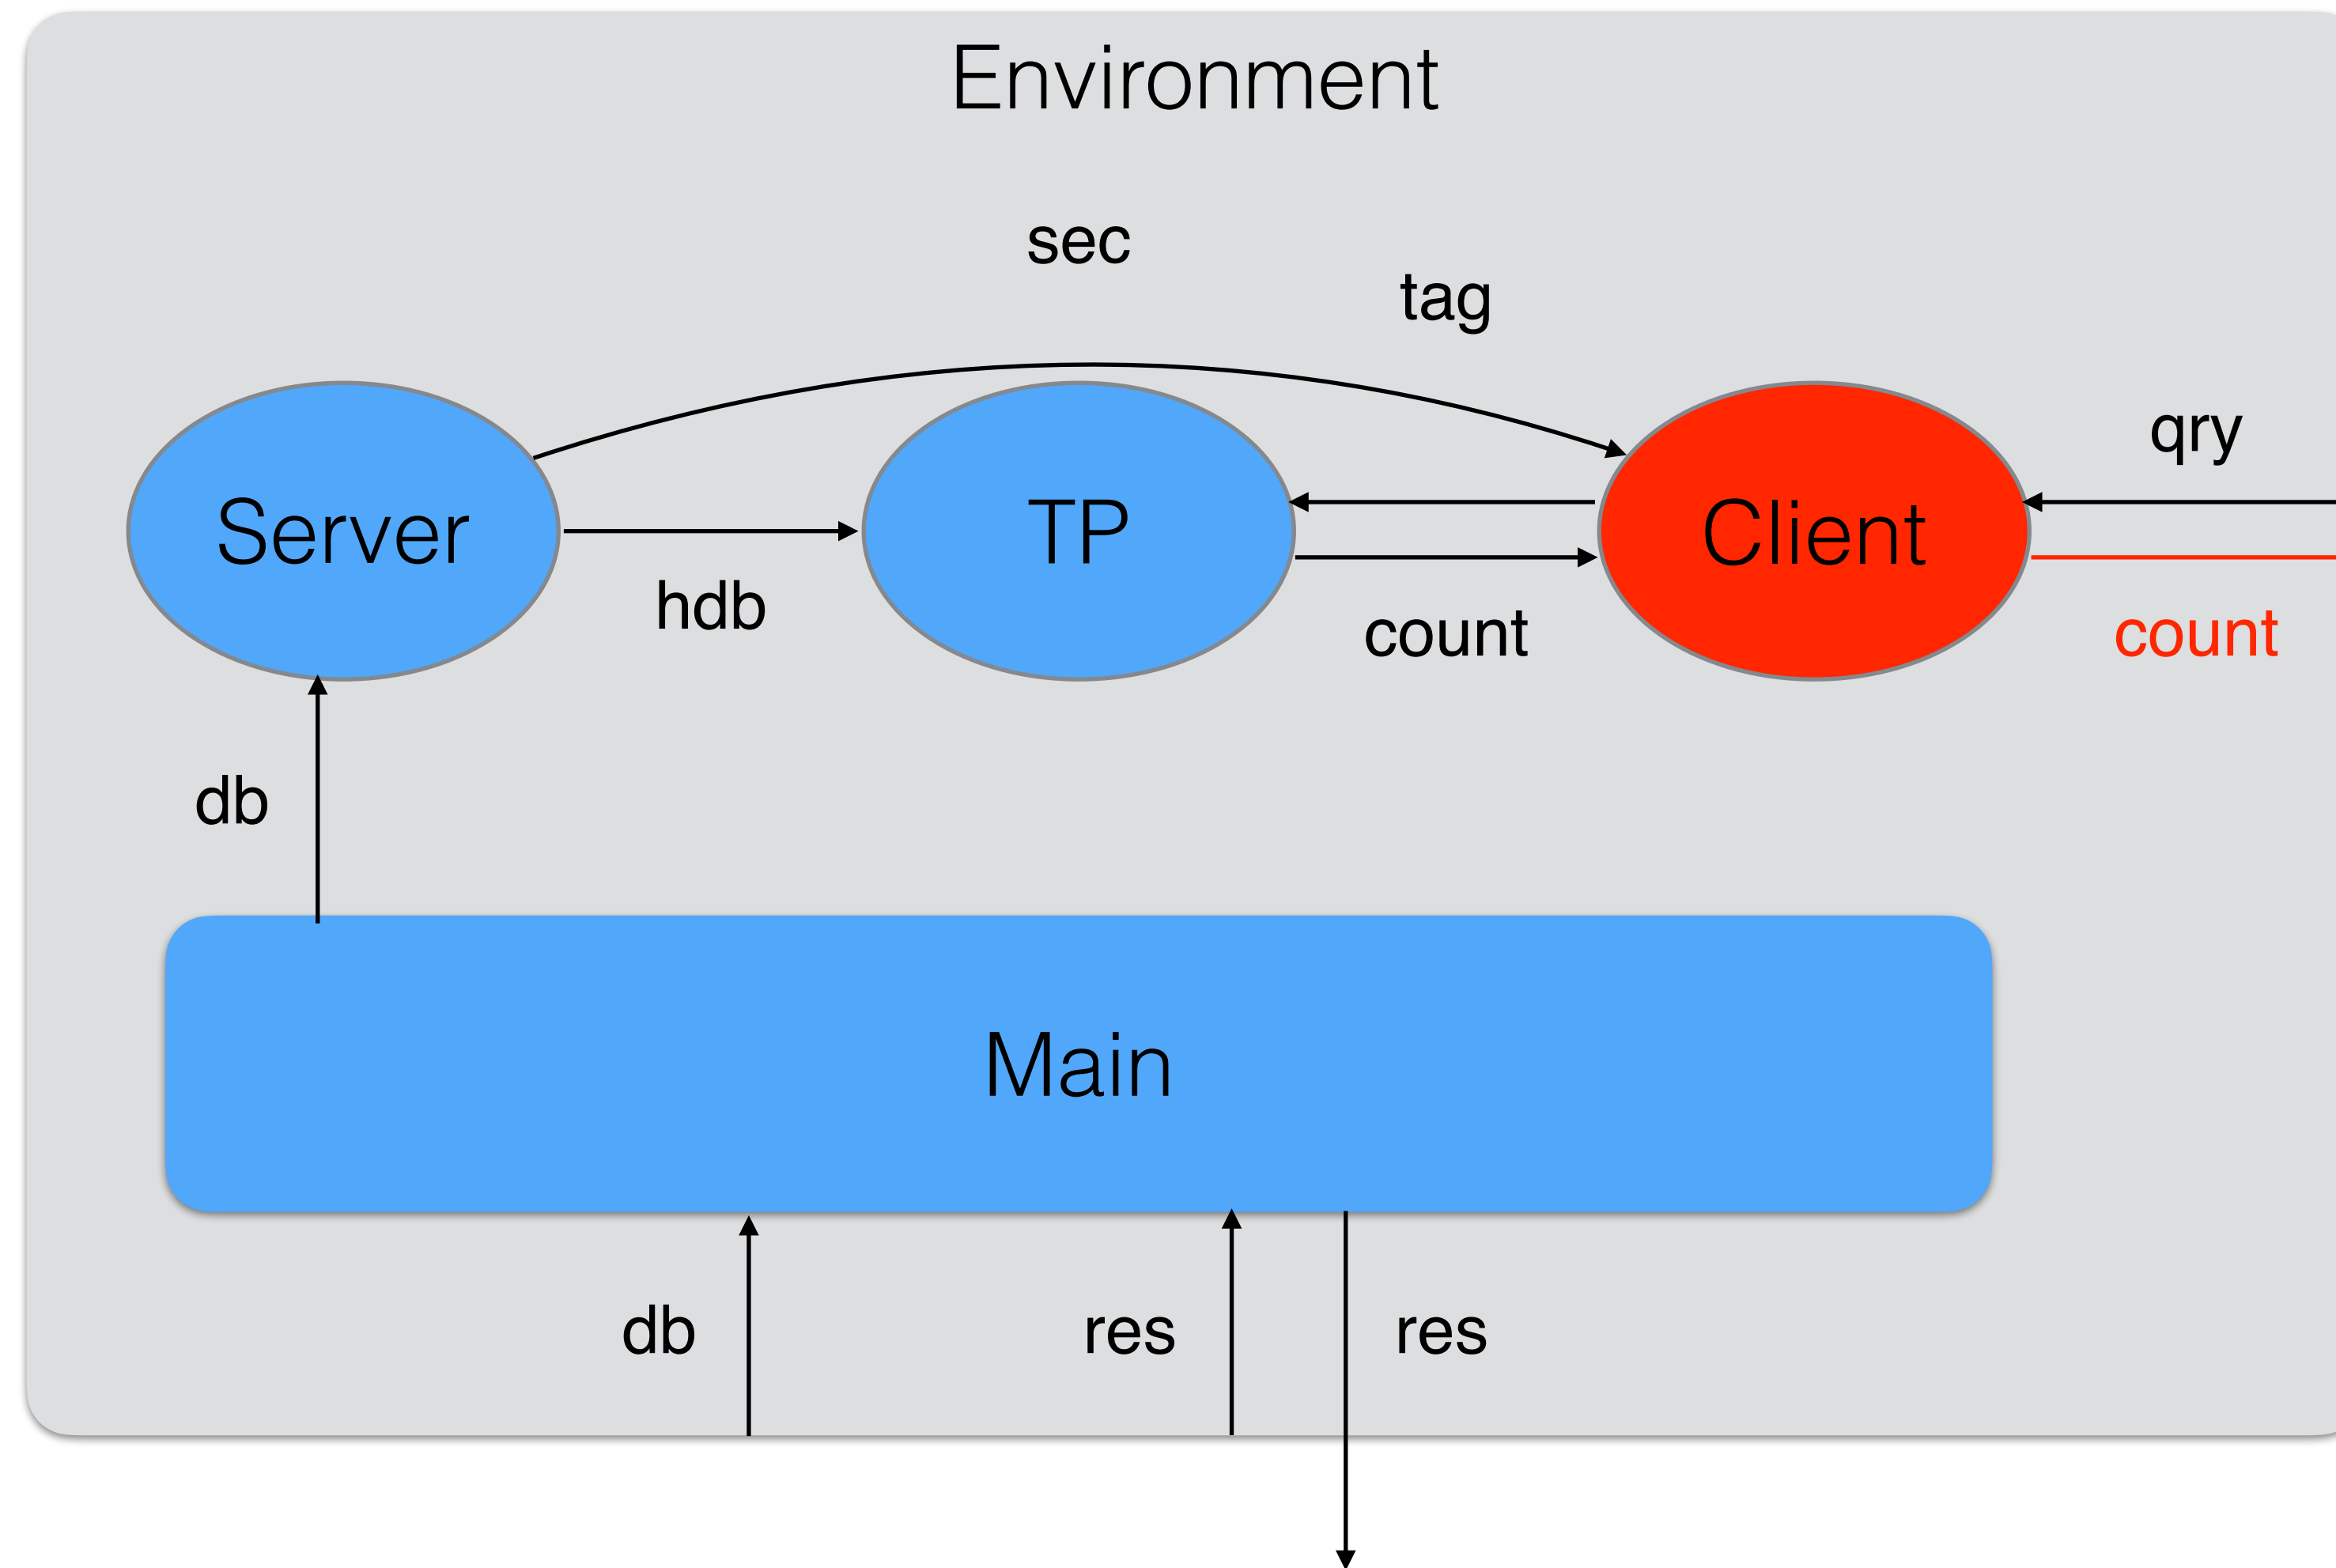 Environment
sec
tag
qry
Server
TP
Client
hdb
count
count
db
Main
db
res
res